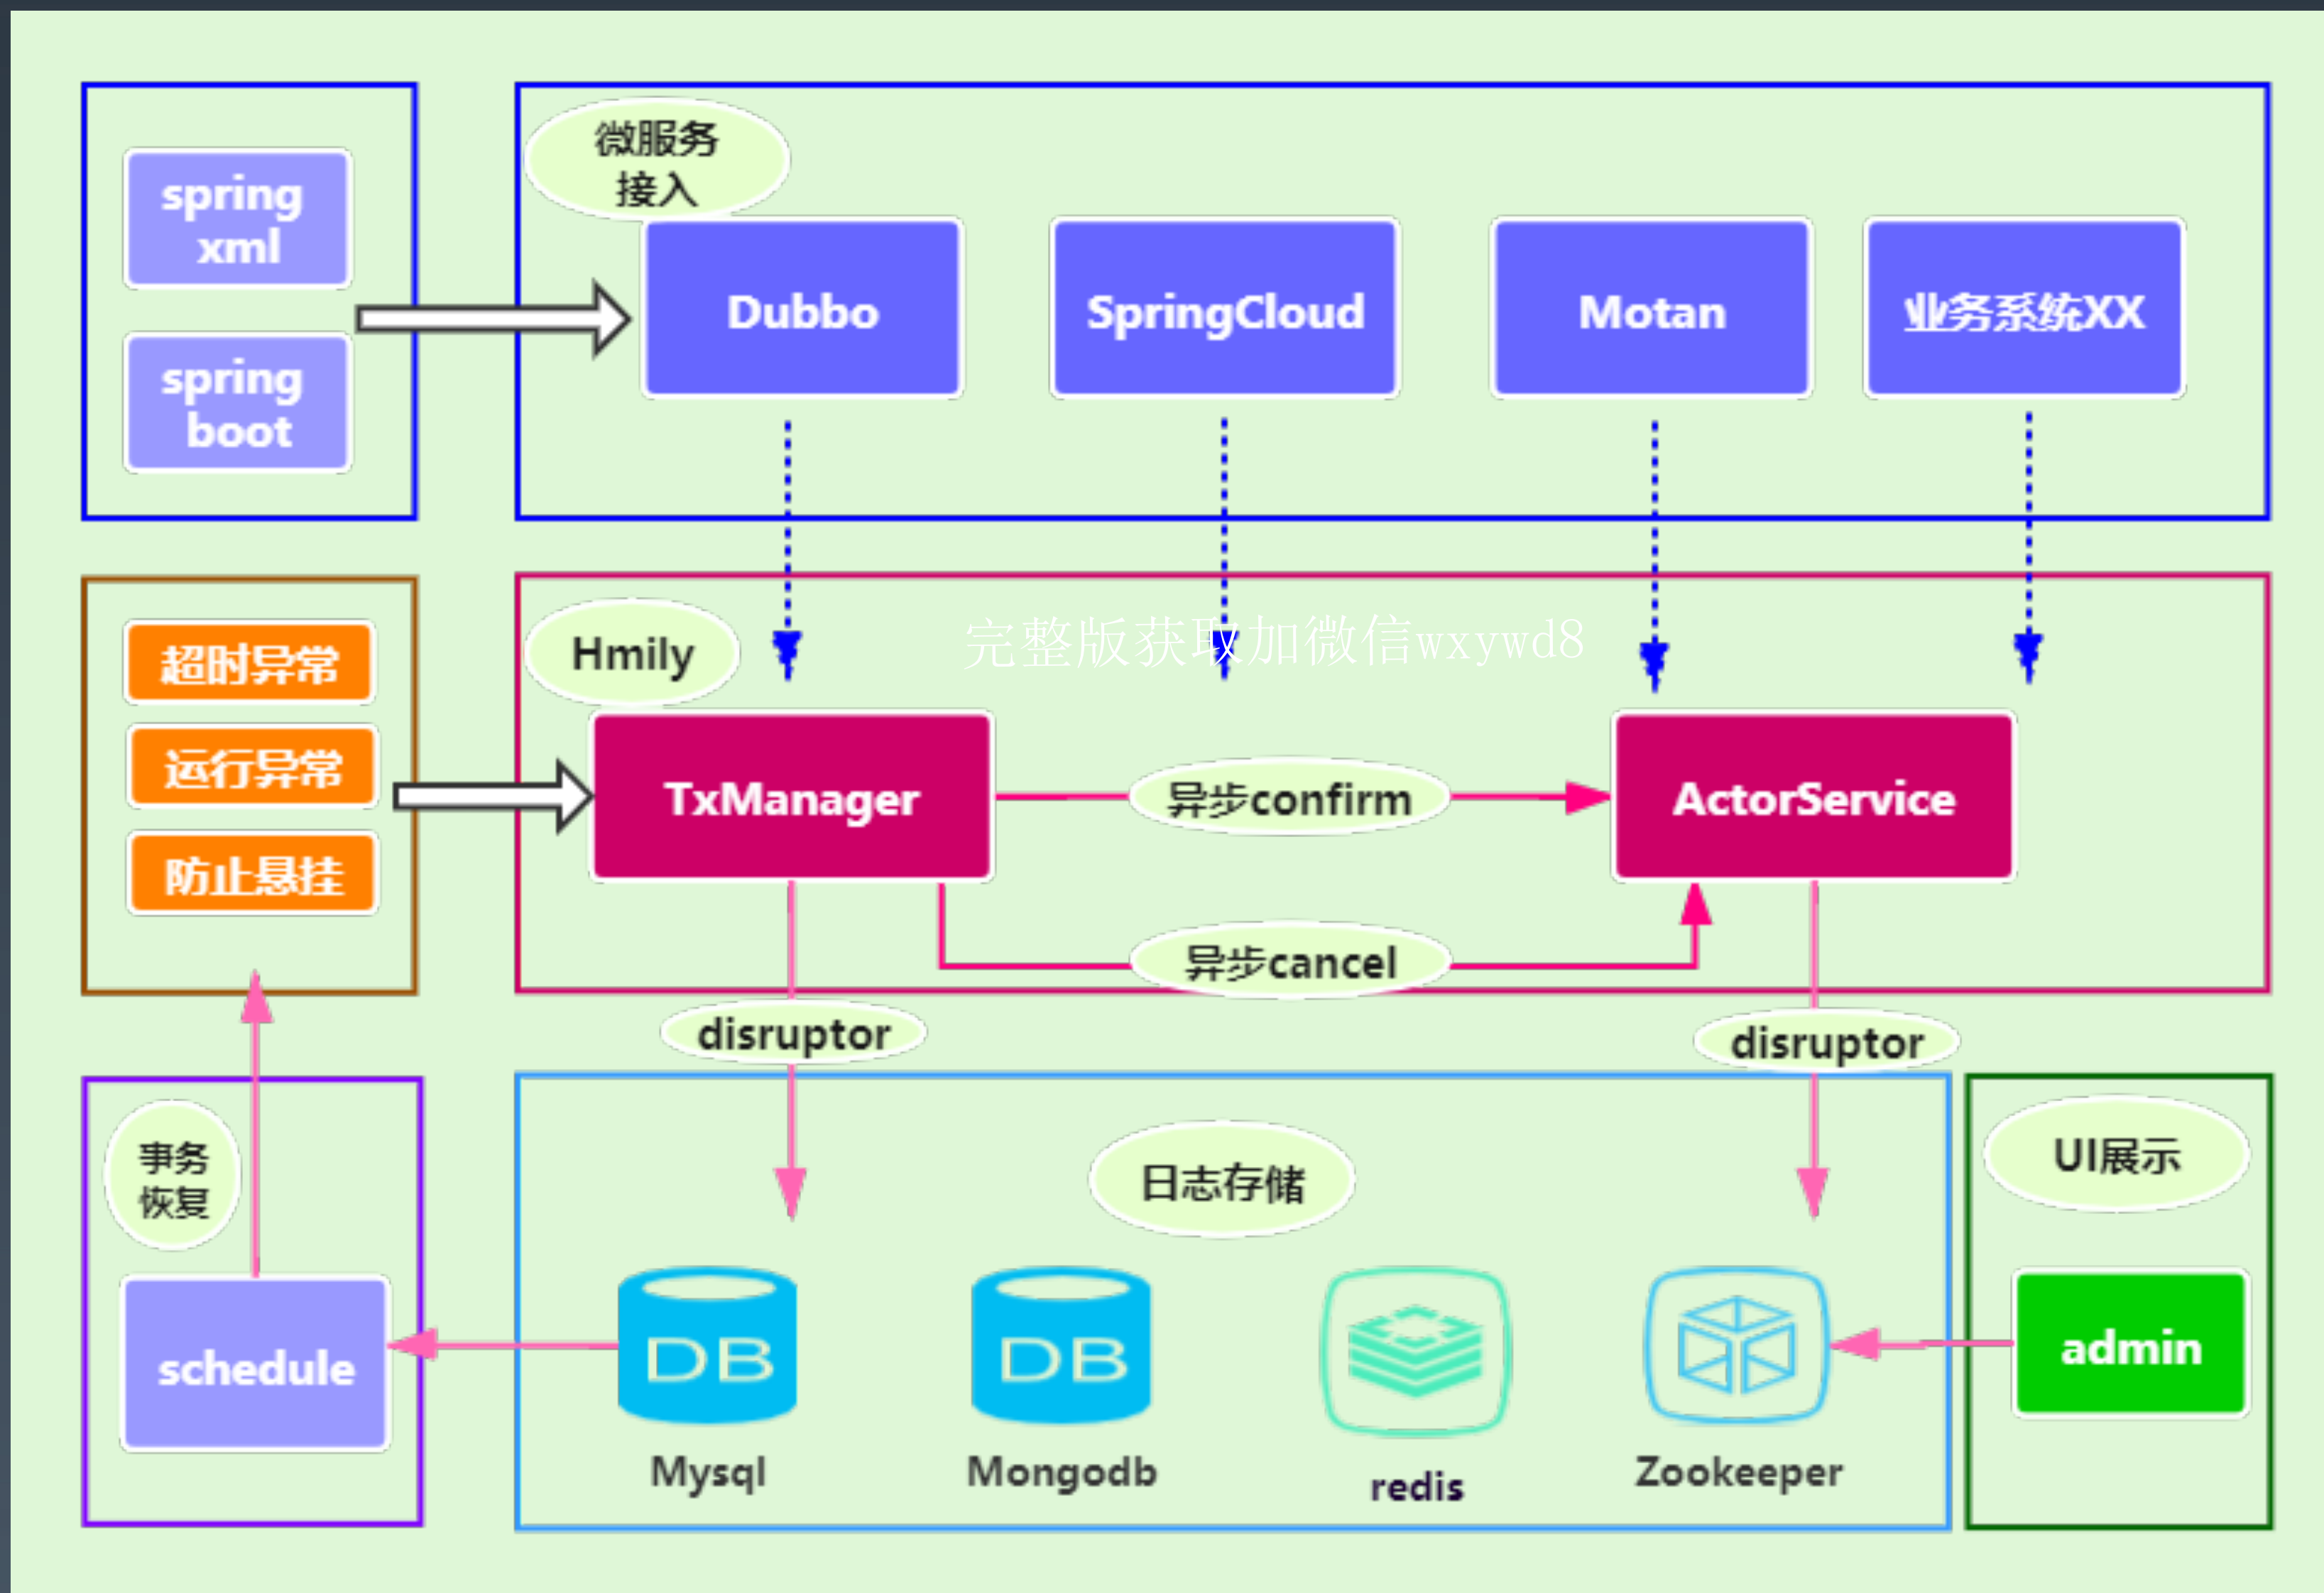 spring
xml
spring
boot
微服务
接入
Dubbo
SpringCloud
Motan
业务系统XX
超时异常
运行异常
防止悬挂
Hmily
完整版获取加微信wxywd8
TxManager
异步confirm
ActorService
异步cancel
disruptor
disruptor
事务
恢复
schedule
日志存储
DB
Mysql
DB
Mongodb
redis
Zookeeper
UI展示
admin